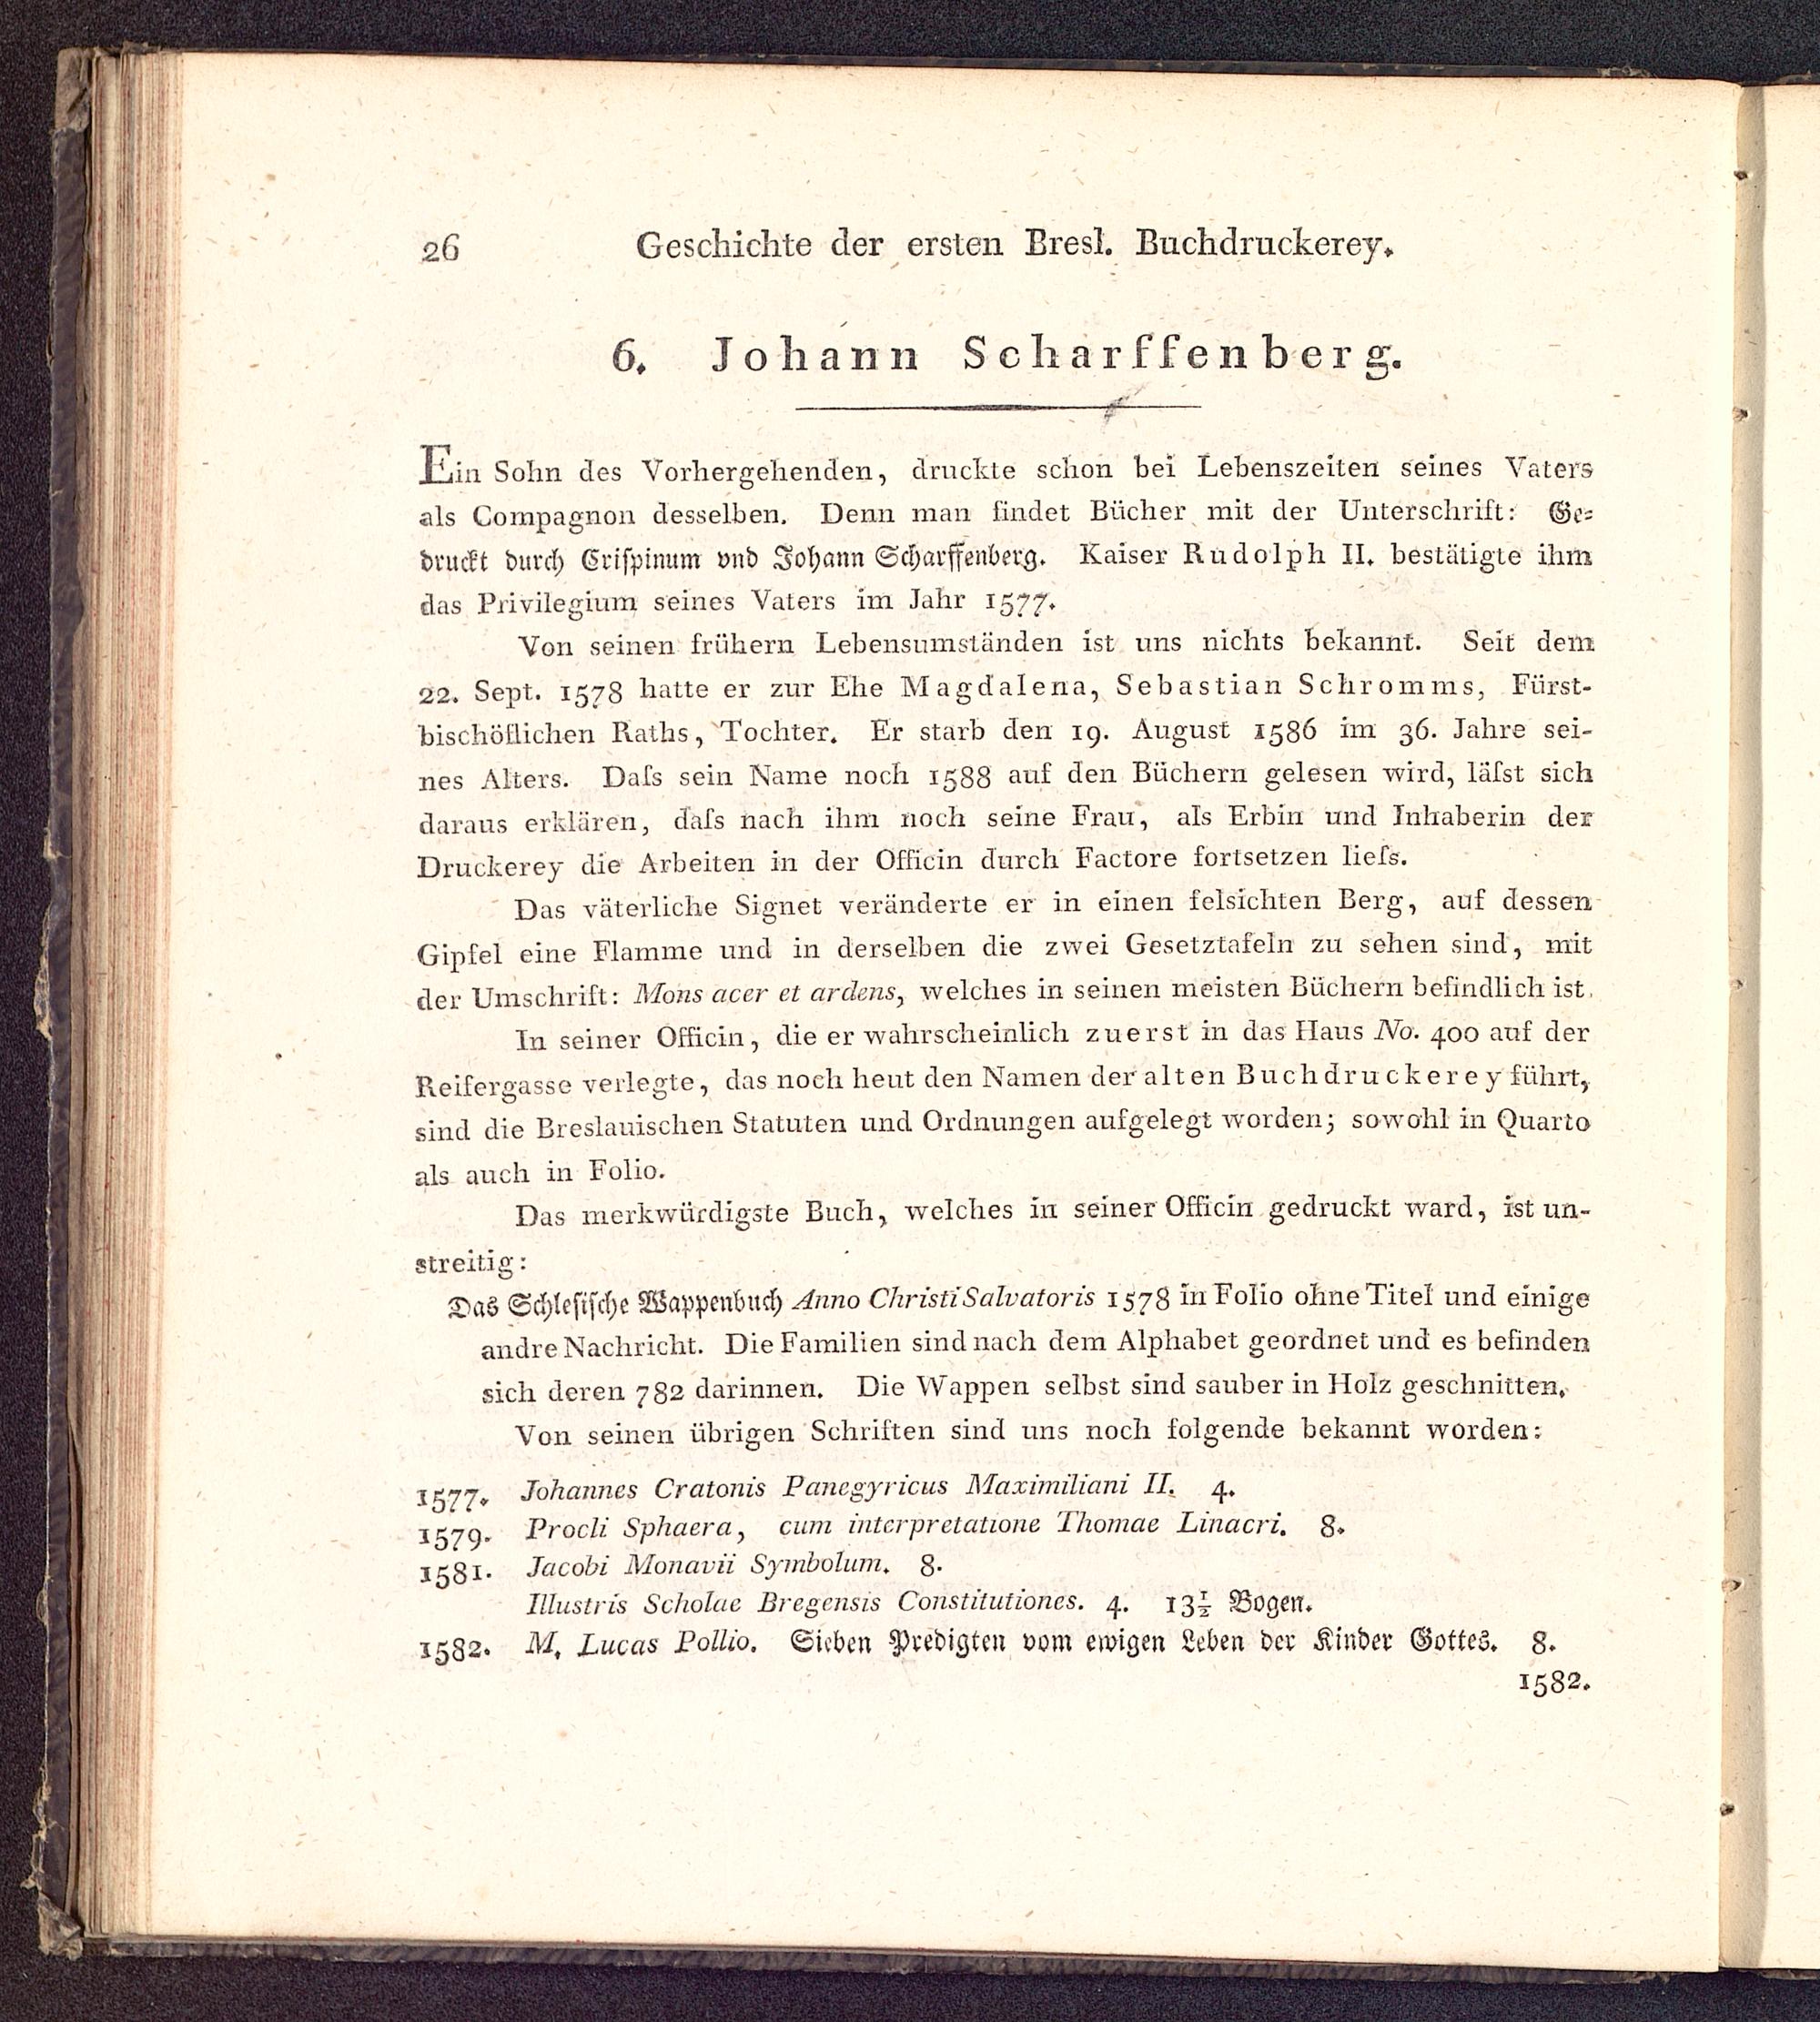 26 Geschichte der ersten Bresl. Buchdruckerey.
6. Johann Scharffenberg.
Ein Sohn des Vorhergehenden, druckte schon bei Lebenszeiten seines Vaters
als Compagnon desselben. Denn man findet Bücher mit der Unterschrift: Ge-
druckt durch Crispinum vnd Johann Scharffenberg. Kaiser Rudolph II. bestätigte ihm
das Privilegium seines Vaters im Jahr 1577.
Von seinen frühern Lebensumständen ist uns nichts bekannt. Seit dem
22. Sept. 1578 hatte er zur Ehe Magdalena, Sebastian Schromms, Fürst-
bischöflichen Raths, Tochter. Er starb den 19. August 1586 im 36. Jahre sei-
nes Alters. Daſs sein Name noch 1588 auf den Büchern gelesen wird, läſst sich
daraus erklären, daſs nach ihm noch seine Frau, als Erbin und Inhaberin der
Druckerey die Arbeiten in der Officin durch Factore fortsetzen lieſs.
Das väterliche Signet veränderte er in einen felsichten Berg, auf dessen
Gipfel eine Flamme und in derselben die zwei Gesetztafeln zu sehen sind, mit
der Umschrift: Mons acer et ardens, welches in seinen meisten Büchern befindlich ist.
In seiner Officin, die er wahrscheinlich zuerst in das Haus No. 400 auf der
Reifergasse verlegte, das noch heut den Namen der alten Buchdruckerey führt,
sind die Breslauischen Statuten und Ordnungen aufgelegt worden; sowohl in Quarto
als auch in Folio.
Das merkwürdigste Buch, welches in seiner Officin gedruckt ward, ist un-
streitig:
Das Schlesische Wappenbuch Anno Christi Salvatoris 1578 in Folio ohne Titel und einige
andre Nachricht. Die Familien sind nach dem Alphabet geordnet und es befinden
sich deren 782 darinnen. Die Wappen selbst sind sauber in Holz geschnitten.
Von seinen übrigen Schriften sind uns noch folgende bekannt worden:
1577. Johannes Cratonis Panegyricus Maximiliani II. 4.
1579. Procli Sphaera, cum interpretatione Thomae Linacri. 8.
1581. Jacobi Monavii Symbolum. 8.
Illustris Scholae Bregensis Constitutiones. 4. 13½ Bogen.
1582. M. Lucas Pollio. Sieben Predigten vom ewigen Leben der Kinder Gottes. 8.
1582.